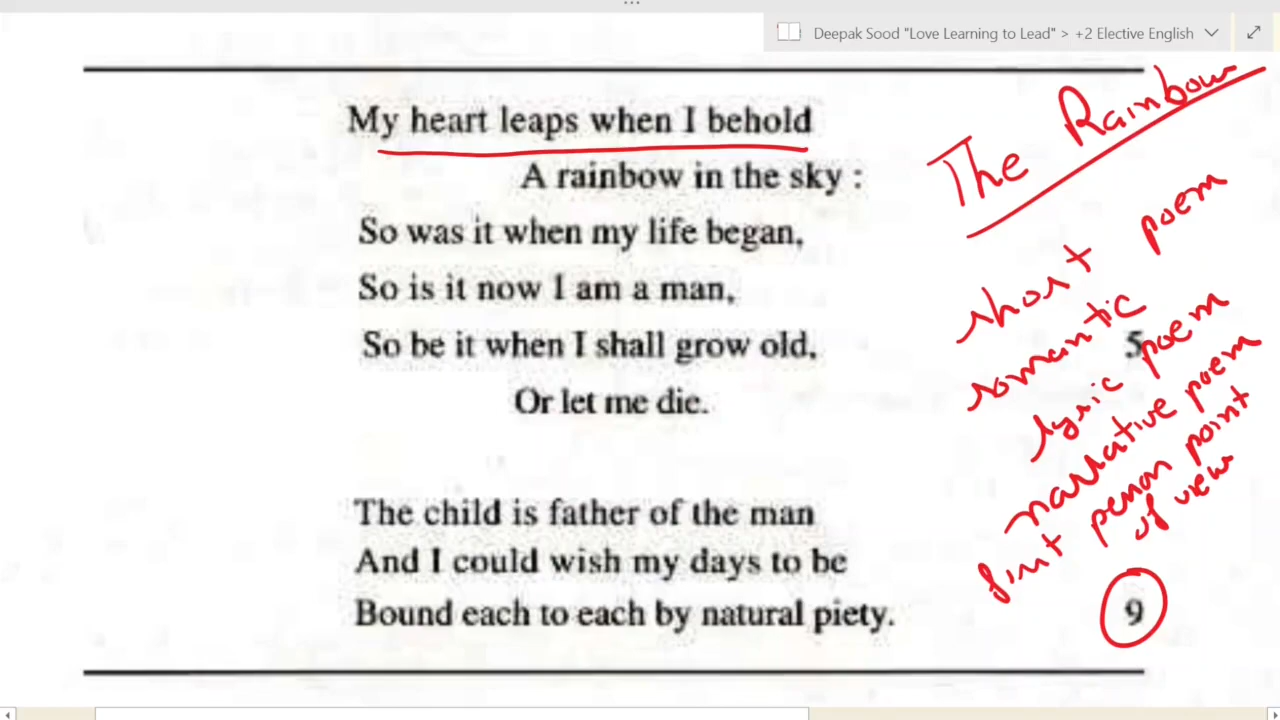 Deepak Sood "Love Learning to Lead" > +2 Elective English
My heart leaps when I behold
A rainbow in the sky :
So was it when my life began,
So is it now I am a man,
So be it when I shall grow old,
5
Or let me die.
The child is father of the man
And I could wish my days to be
Bound each to each by natural piety.
9
The Rainbow
short poem
romantic
lyric poem
narrative poem
first person point
of view